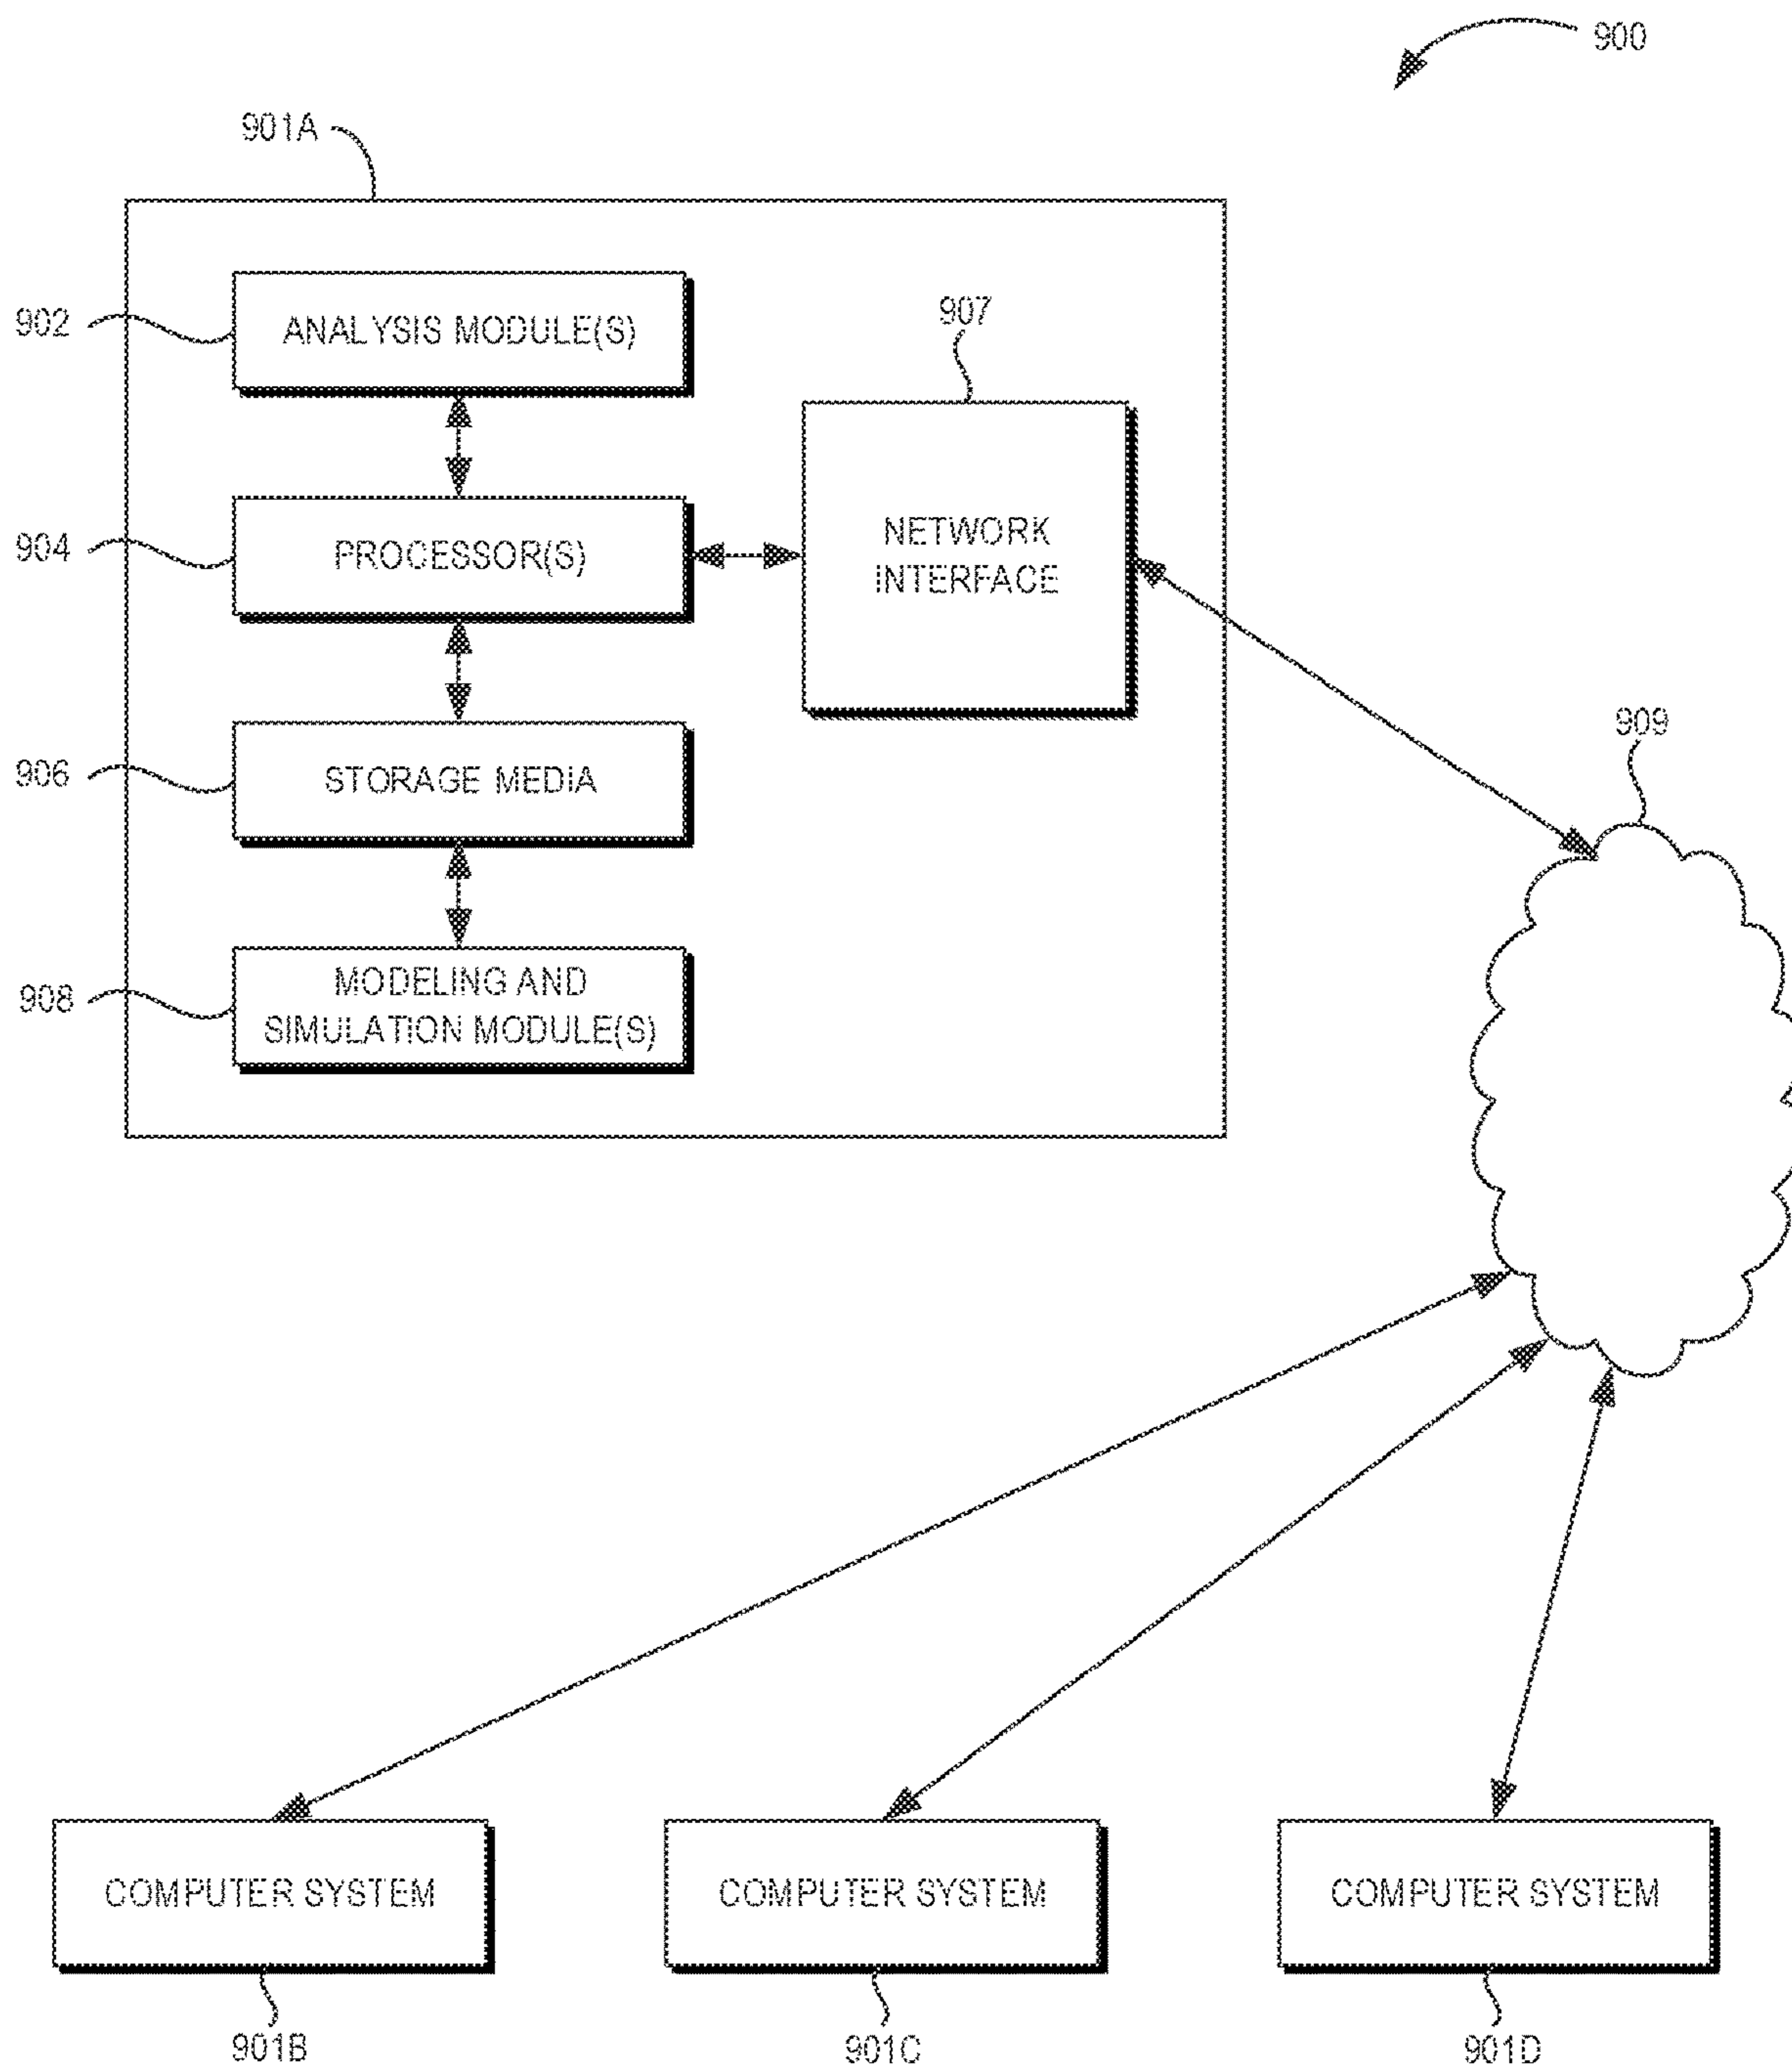 900
901A
902
ANALYSIS MODULE(S)
907
904
PROCESSOR(S)
NETWORK
INTERFACE
906
STORAGE MEDIA
909
908
MODELING AND
SIMULATION MODULE(S)
COMPUTER SYSTEM
COMPUTER SYSTEM
COMPUTER SYSTEM
901B
901C
901D